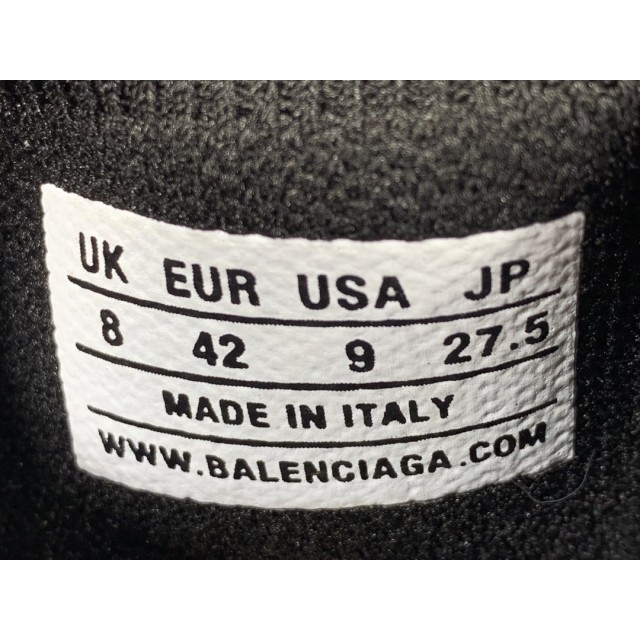 UK EUR USA JP
8 42 9 27.5
MADE IN ITALY
WWW.BALENCIAGA.COM